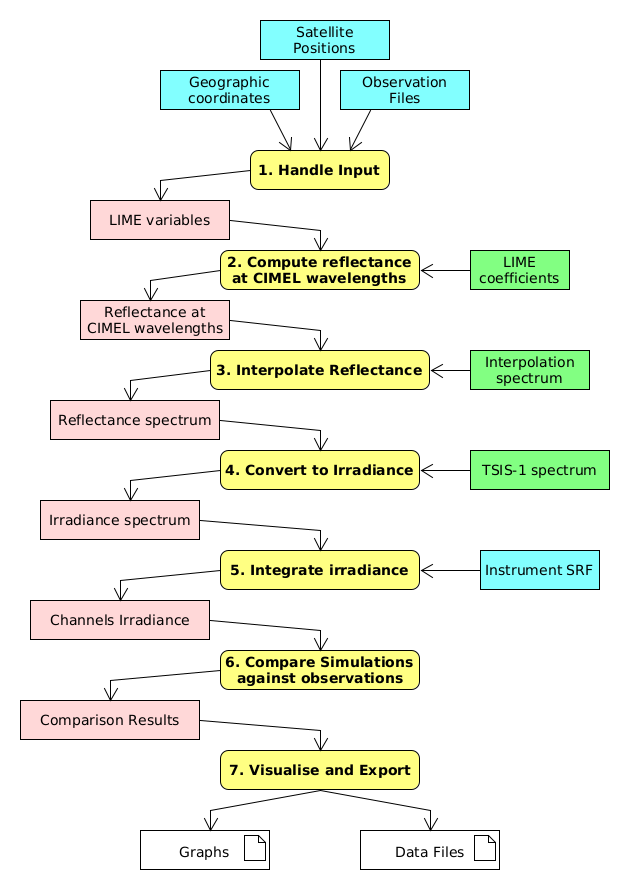 Satellite
Positions
Geographic
coordinates
Observation
Files
1. Handle Input
LIME variables
2. Compute reflectance
at CIMEL wavelengths
LIME
coefficients
Reflectance at
CIMEL wavelengths
3. Interpolate Reflectance
Interpolation
spectrum
Reflectance spectrum
4. Convert to Irradiance
TSIS-1 spectrum
Irradiance spectrum
5. Integrate irradiance
Instrument SRF
Channels Irradiance
6. Compare Simulations
against observations
Comparison Results
7. Visualise and Export
Graphs
Data Files